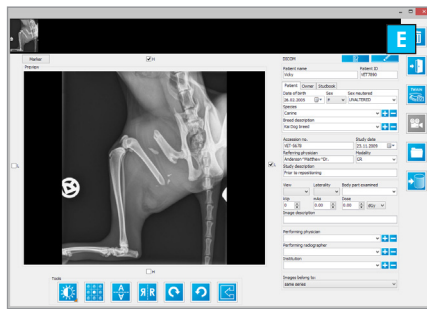 E
Marker
H
Preview
L
H
Tools
R R
DICOM
Patient name
Patient ID
Vicky
VET7890
Patient
Owner
Studbook
Date of birth
Sex
Sex neutered
28.01.2005
F
UNALTERED
Species
Canine
Breed description
Kai Dog breed
Accession no.
Study date
VET-6678
23.11.2009
Referring physician
Modality
Anderson^Matthew^Dr.
CR
Study description
Prior to repositioning
View
Laterality
Body part examined
kVp
mAs
Dose
0
0.00
0.00
Image description
Performing physician
Performing radiographer
Institution
Images belong to:
same series